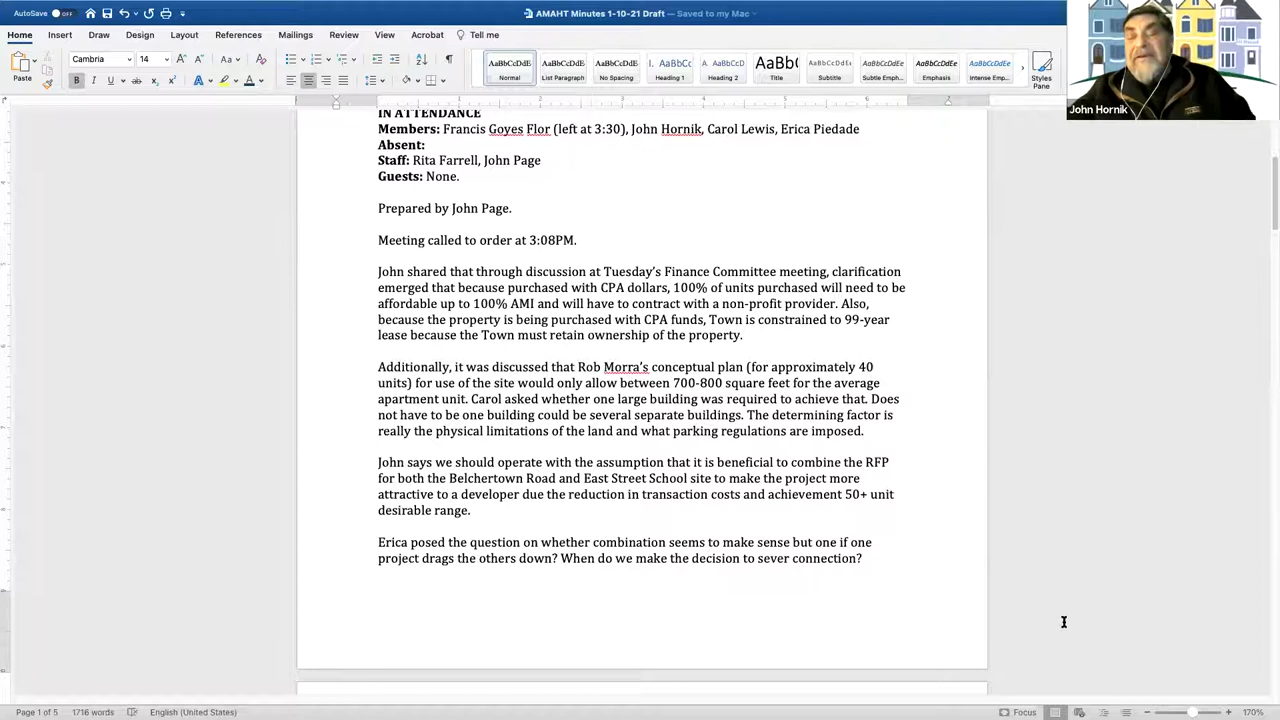 AutoSave OFF
AMAHT Minutes 1-10-21 Draft — Saved to my Mac
Home Insert Draw Design Layout References Mailings Review View Acrobat Tell me
Paste
Cambria 14
B I U
AaBbCcDdE Normal
AaBbCcDdE List Paragraph
AaBbCcDdE No Spacing
Heading 1
Heading 2
Title
Subtitle
AaBbCcDdEe Subtle Emph...
AaBbCcDdEe Emphasis
AaBbCcDdEe Intense Emp...
Styles Pane
John Hornik
IN ATTENDANCE
Members: Francis Goyes Flor (left at 3:30), John Hornik, Carol Lewis, Erica Piedade
Absent:
Staff: Rita Farrell, John Page
Guests: None.
Prepared by John Page.
Meeting called to order at 3:08PM.
John shared that through discussion at Tuesday's Finance Committee meeting, clarification
emerged that because purchased with CPA dollars, 100% of units purchased will need to be
affordable up to 100% AMI and will have to contract with a non-profit provider. Also,
because the property is being purchased with CPA funds, Town is constrained to 99-year
lease because the Town must retain ownership of the property.
Additionally, it was discussed that Rob Morra's conceptual plan (for approximately 40
units) for use of the site would only allow between 700-800 square feet for the average
apartment unit. Carol asked whether one large building was required to achieve that. Does
not have to be one building could be several separate buildings. The determining factor is
really the physical limitations of the land and what parking regulations are imposed.
John says we should operate with the assumption that it is beneficial to combine the RFP
for both the Belchertown Road and East Street School site to make the project more
attractive to a developer due the reduction in transaction costs and achievement 50+ unit
desirable range.
Erica posed the question on whether combination seems to make sense but one if one
project drags the others down? When do we make the decision to sever connection?
Page 1 of 5 1716 words English (United States) Focus 170%